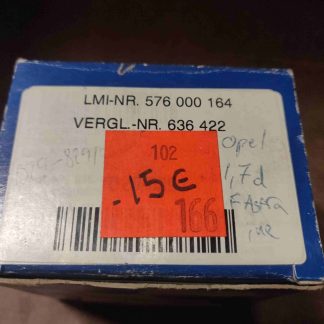 LMI-NR. 576 000 164
VERGL.-NR. 636 422
102
-15€
166
Opel
1,7d
Astra